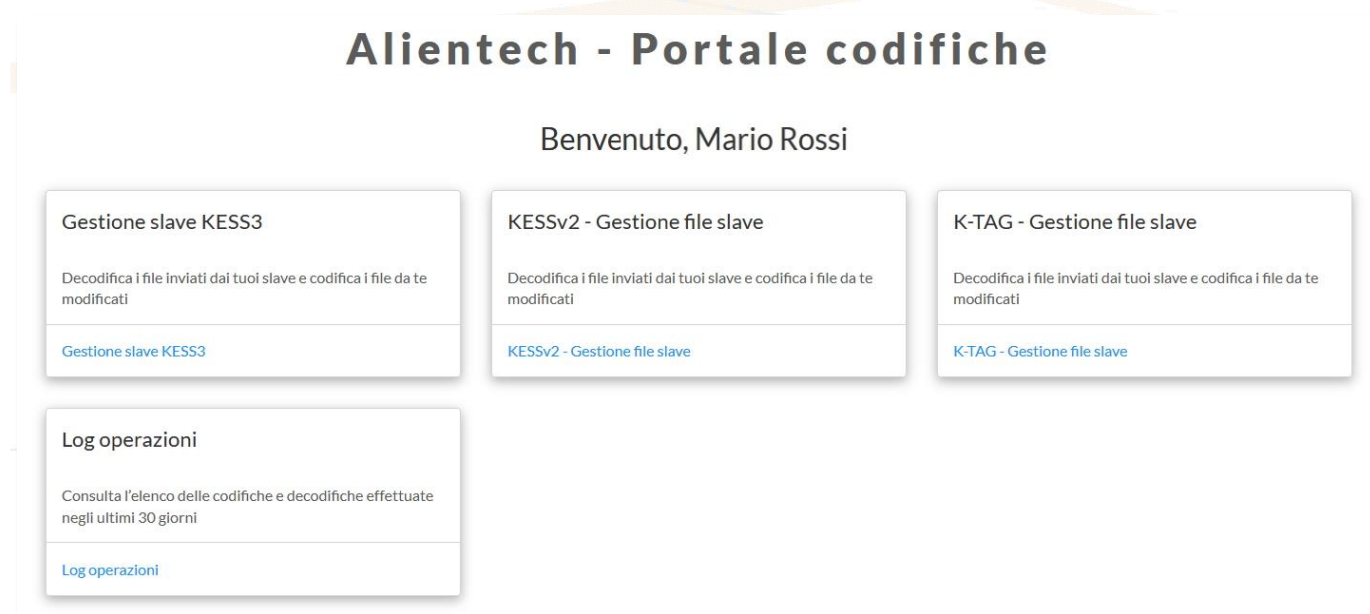 Alientech - Portale codifiche
Benvenuto, Mario Rossi
Gestione slave KESS3
Decodifica i file inviati dai tuoi slave e codifica i file da te
modificati
Gestione slave KESS3
KESSv2 - Gestione file slave
Decodifica i file inviati dai tuoi slave e codifica i file da te
modificati
KESSv2 - Gestione file slave
K-TAG - Gestione file slave
Decodifica i file inviati dai tuoi slave e codifica i file da te
modificati
K-TAG - Gestione file slave
Log operazioni
Consulta l'elenco delle codifiche e decodifiche effettuate
negli ultimi 30 giorni
Log operazioni